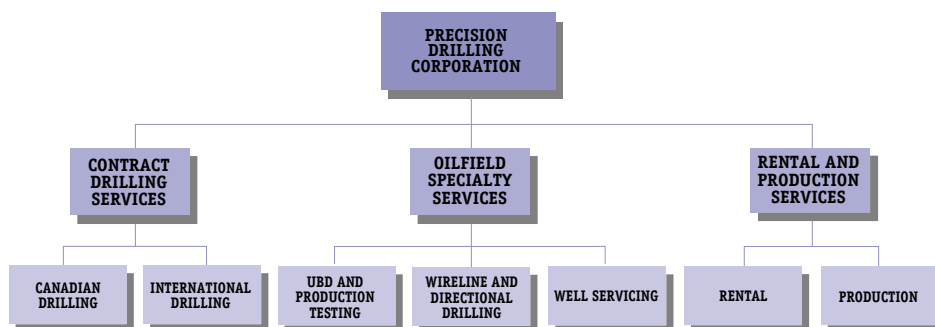 PRECISION
DRILLING
CORPORATION
CONTRACT
DRILLING
SERVICES
OILFIELD
SPECIALTY
SERVICES
RENTAL AND
PRODUCTION
SERVICES
CANADIAN
DRILLING
INTERNATIONAL
DRILLING
UBD AND
PRODUCTION
TESTING
WIRELINE AND
DIRECTIONAL
DRILLING
WELL SERVICING
RENTAL
PRODUCTION